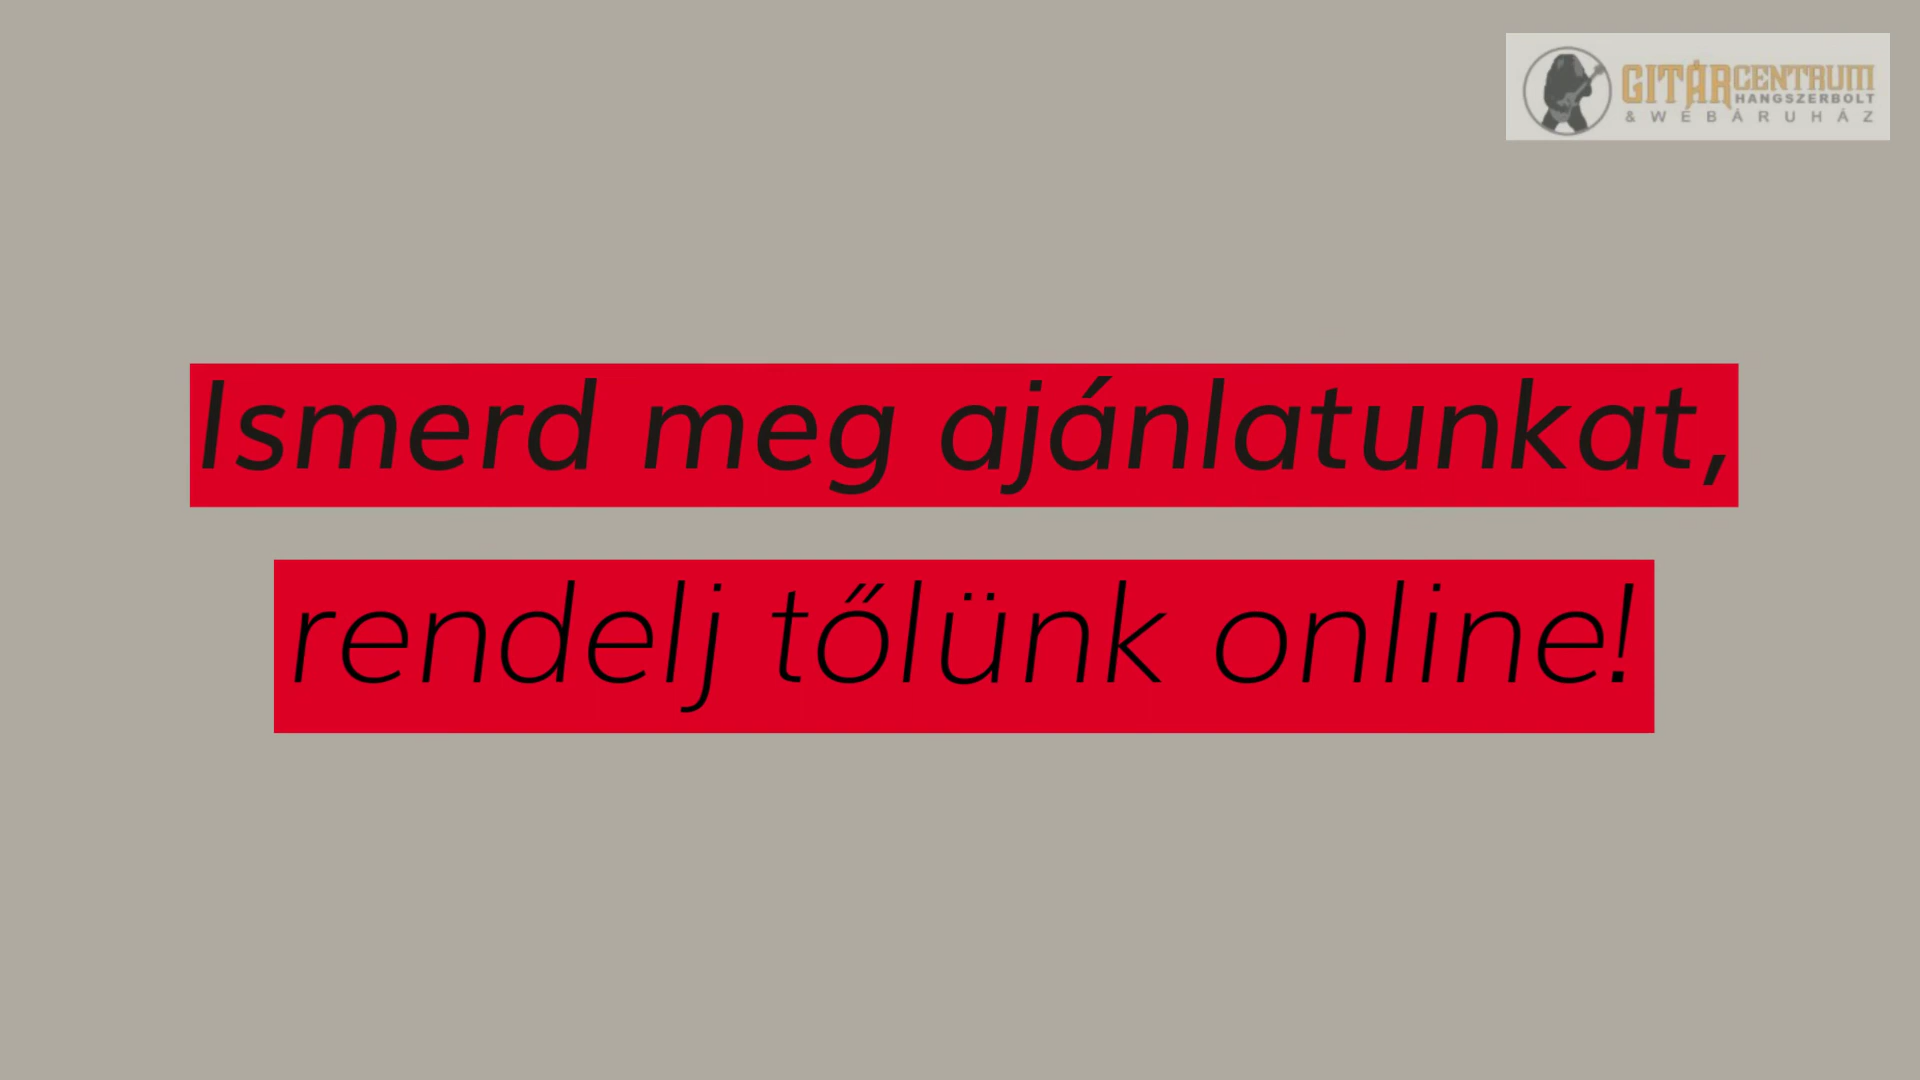 GITÁRCENTRUM
HANGSZERBOLT
& WEBÁRUHÁZ
Ismerd meg ajánlatunkat,
rendelj tőlünk online!